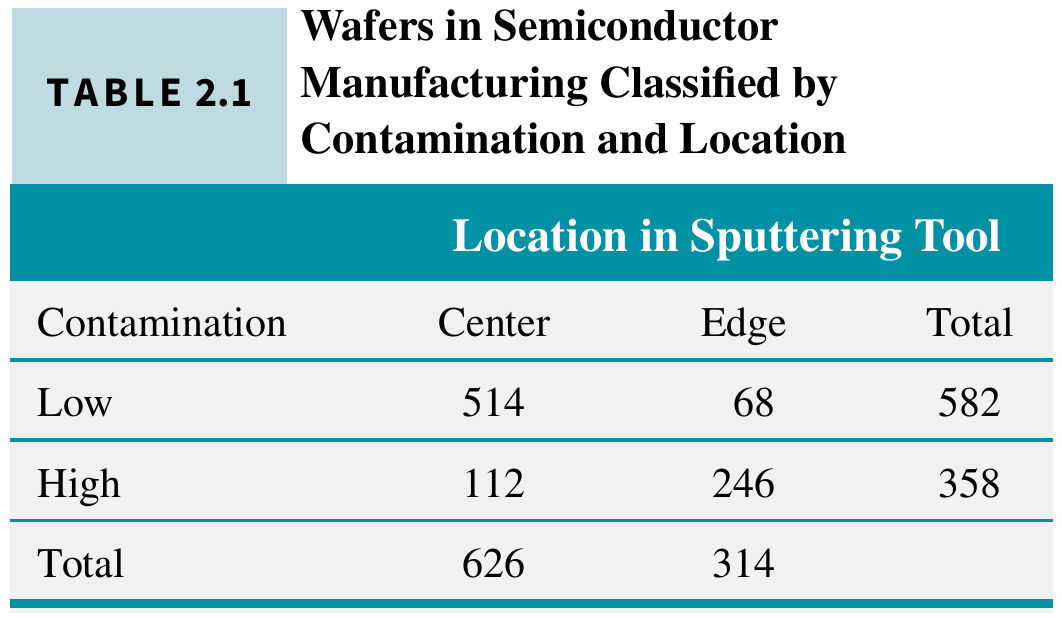 TABLE 2.1
Wafers in Semiconductor
Manufacturing Classified by
Contamination and Location
Location in Sputtering Tool
Contamination Center Edge Total
Low 514 68 582
High 112 246 358
Total 626 314